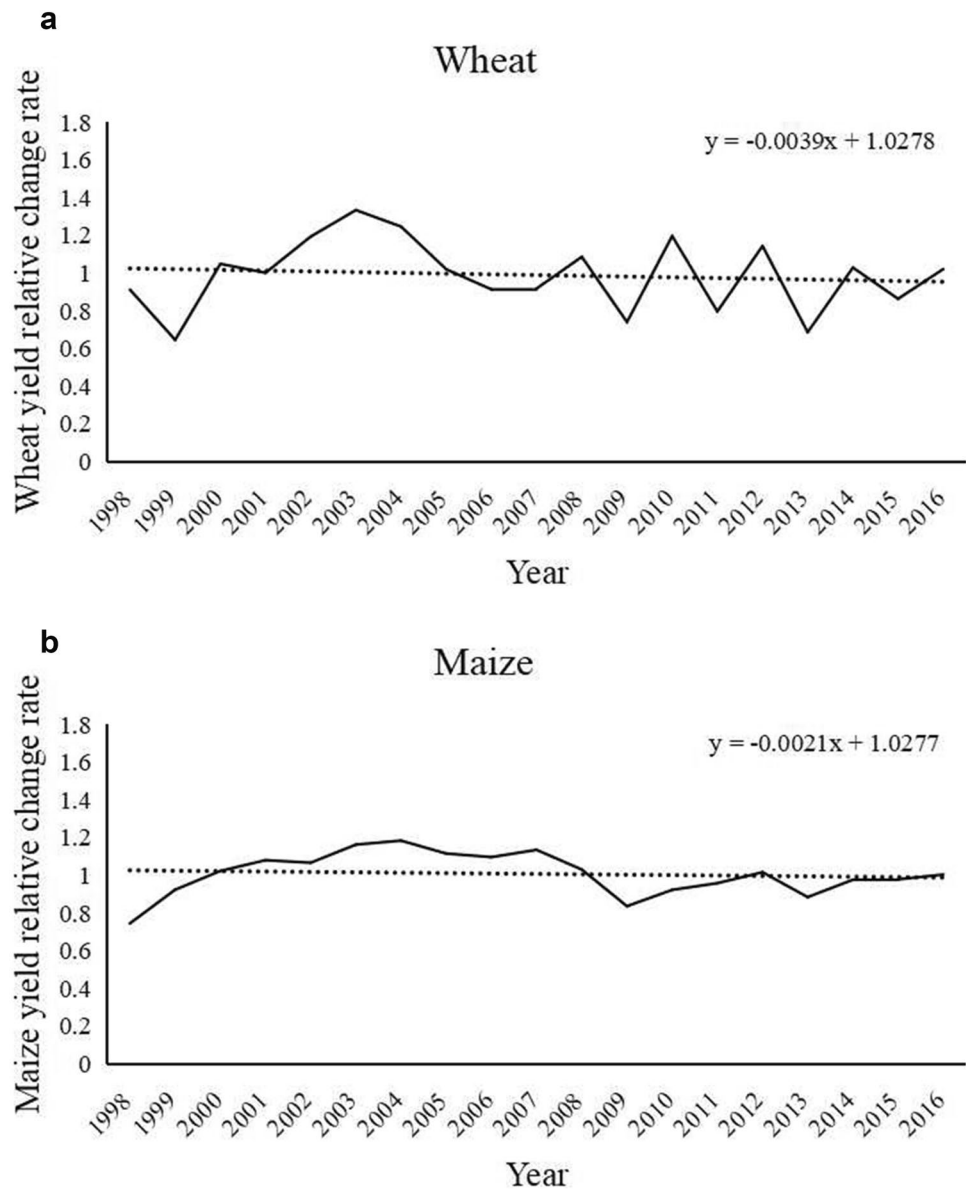 a
Wheat
Wheat yield relative change rate
1.8
1.6
1.4
1.2
1
0.8
0.6
0.4
0.2
0
y = -0.0039x + 1.0278
1998 1999 2000 2001 2002 2003 2004 2005 2006 2007 2008 2009 2010 2011 2012 2013 2014 2015 2016
Year
b
Maize
Maize yield relative change rate
1.8
1.6
1.4
1.2
1
0.8
0.6
0.4
0.2
0
y = -0.0021x + 1.0277
1998 1999 2000 2001 2002 2003 2004 2005 2006 2007 2008 2009 2010 2011 2012 2013 2014 2015 2016
Year